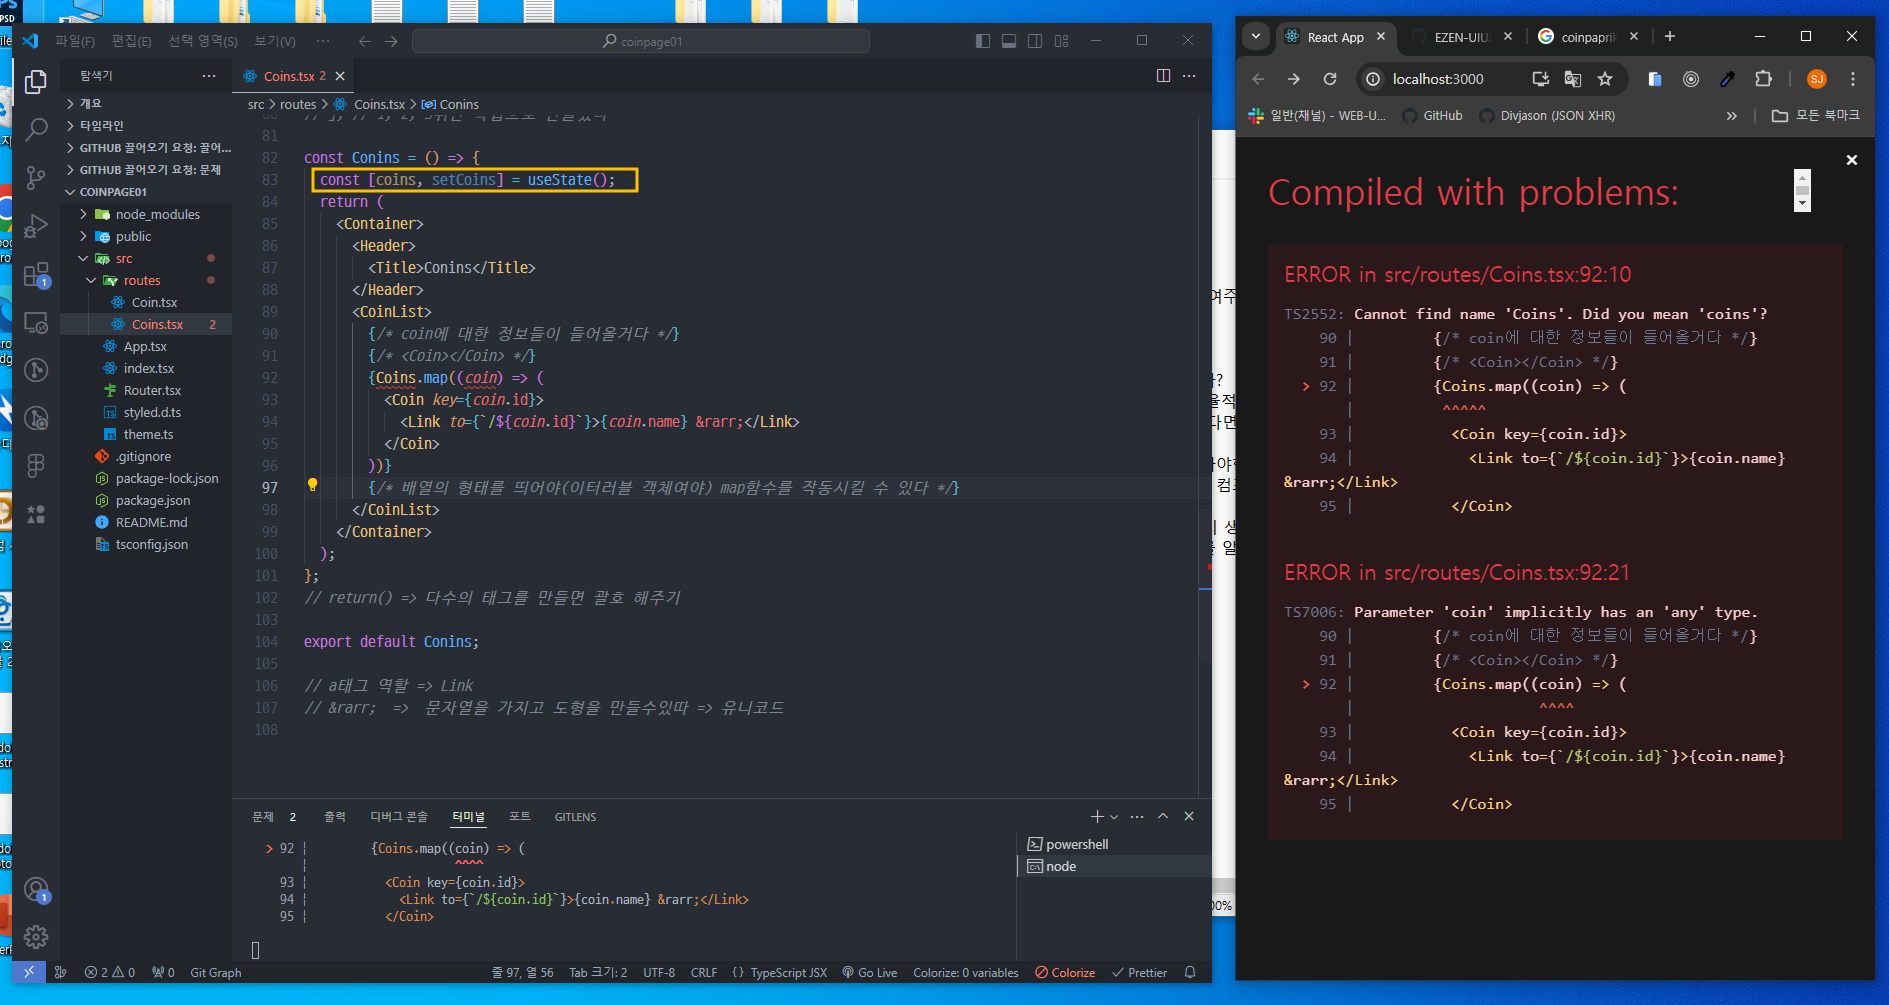 파일(F) 편집(E) 선택 영역(S) 보기(V) ··· coinpage01
탐색기
개요
타임라인
GITHUB 끌어오기 요청: 끌어...
GITHUB 끌어오기 요청: 문제
COINPAGE01
node_modules
public
src
routes
Coin.tsx
Coins.tsx 2
App.tsx
index.tsx
Router.tsx
styled.d.ts
theme.ts
.gitignore
package-lock.json
package.json
README.md
tsconfig.json
Coins.tsx 2
src > routes > Coins.tsx > Conins
81
82 const Conins = () => {
83 const [coins, setCoins] = useState();
84 return (
85 <Container>
86 <Header>
87 <Title>Conins</Title>
88 </Header>
89 <CoinList>
90 {/* coin에 대한 정보들이 들어올거다 */}
91 {/* <Coin></Coin> */}
92 {Coins.map((coin) => (
93 <Coin key={coin.id}>
94 <Link to={`/${coin.id}`}>{coin.name} &rarr;</Link>
95 </Coin>
96 ))}
97 {/* 배열의 형태를 띄어야(이터러블 객체여야) map함수를 작동시킬 수 있다 */}
98 </CoinList>
99 </Container>
100 );
101 };
102 // return() => 다수의 태그를 만들면 괄호 해주기
103
104 export default Conins;
105
106 // a태그 역할 => Link
107 // &rarr; => 문자열을 가지고 도형을 만들수있따 => 유니코드
108
문제 2 출력 디버그 콘솔 터미널 포트 GITLENS
> 92 ¦ {Coins.map((coin) => (
¦ ^^^^
93 ¦ <Coin key={coin.id}>
94 ¦ <Link to={`/${coin.id}`}>{coin.name} &rarr;</Link>
95 ¦ </Coin>
powershell
node
2 0 0 Git Graph 줄 97, 열 56 Tab 크기: 2 UTF-8 CRLF {} TypeScript JSX Go Live Colorize: 0 variables Colorize Prettier
React App EZEN-UIU coinpaprik
localhost:3000 SJ
일반(채널) - WEB-U... GitHub Divjason (JSON XHR) » 모든 북마크
Compiled with problems:
ERROR in src/routes/Coins.tsx:92:10
TS2552: Cannot find name 'Coins'. Did you mean 'coins'?
90 | {/* coin에 대한 정보들이 들어올거다 */}
91 | {/* <Coin></Coin> */}
> 92 | {Coins.map((coin) => (
| ^^^^^
93 | <Coin key={coin.id}>
94 | <Link to={`/${coin.id}`}>{coin.name}
&rarr;</Link>
95 | </Coin>
ERROR in src/routes/Coins.tsx:92:21
TS7006: Parameter 'coin' implicitly has an 'any' type.
90 | {/* coin에 대한 정보들이 들어올거다 */}
91 | {/* <Coin></Coin> */}
> 92 | {Coins.map((coin) => (
| ^^^^
93 | <Coin key={coin.id}>
94 | <Link to={`/${coin.id}`}>{coin.name}
&rarr;</Link>
95 | </Coin>